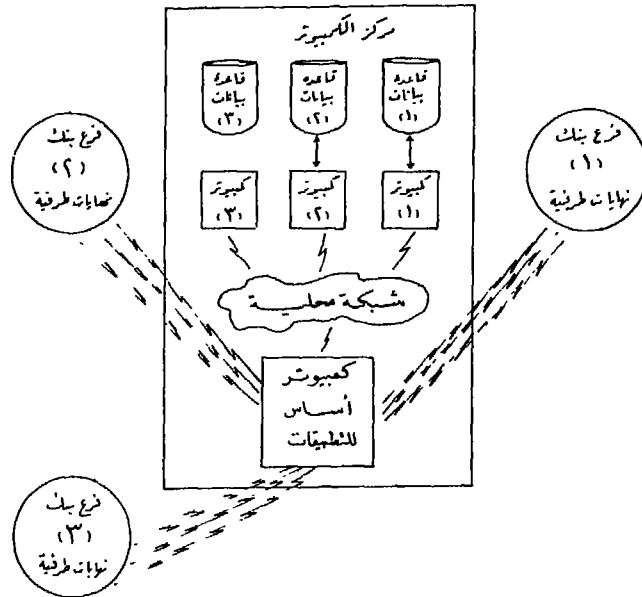 مركز الكمبيوتر
قاعدة
بيانات
(١)
قاعدة
بيانات
(٢)
قاعدة
بيانات
(٣)
كمبيوتر
(١)
كمبيوتر
(٢)
كمبيوتر
(٣)
شبكة محلية
كمبيوتر
أساس
للتطبيقات
فرع بنك
(١)
نهايات طرفية
فرع بنك
(٢)
نهايات طرفية
فرع بنك
(٣)
نهايات طرفية